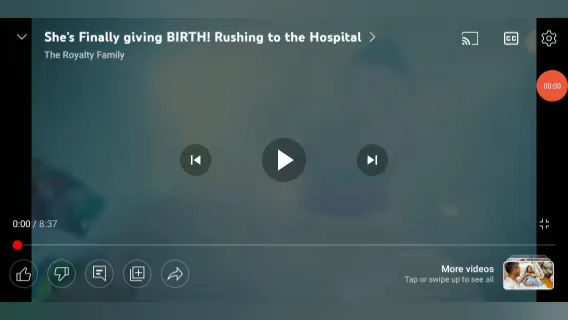 She's Finally giving BIRTH! Rushing to the Hospital
The Royalty Family
CC
00:00
0:00 / 8:37
More videos
Tap or swipe up to see all